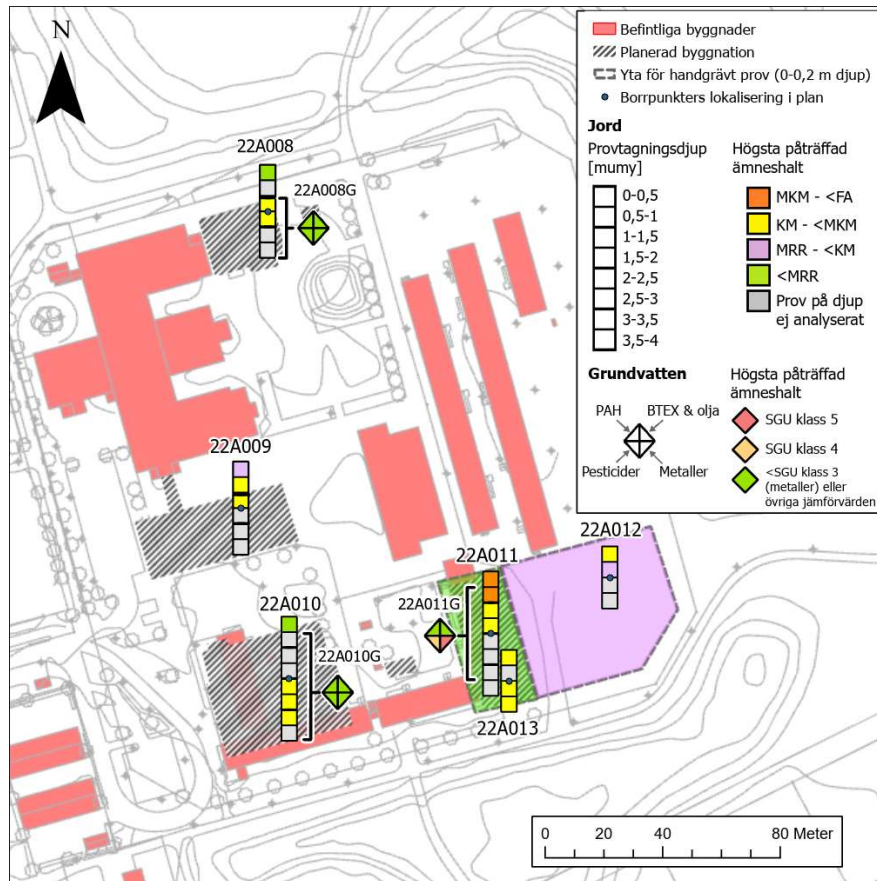 N
Befintliga byggnader
Planerad byggnation
Yta för handgrävt prov (0-0,2 m djup)
Borrpunkters lokalisering i plan
Jord
Provtagningsdjup
[mumy]
0-0,5
0,5-1
1-1,5
1,5-2
2-2,5
2,5-3
3-3,5
3,5-4
Högsta påträffad
ämneshalt
MKM - <FA
KM - <MKM
MRR - <KM
<MRR
Prov på djup
ej analyserat
Grundvatten
PAH
BTEX & olja
Pesticider
Metaller
Högsta påträffad
ämneshalt
SGU klass 5
SGU klass 4
<SGU klass 3
(metaller) eller
övriga jämförvärden
22A008
22A008G
22A009
22A010
22A010G
22A011
22A011G
22A012
22A013
0 20 40 80 Meter